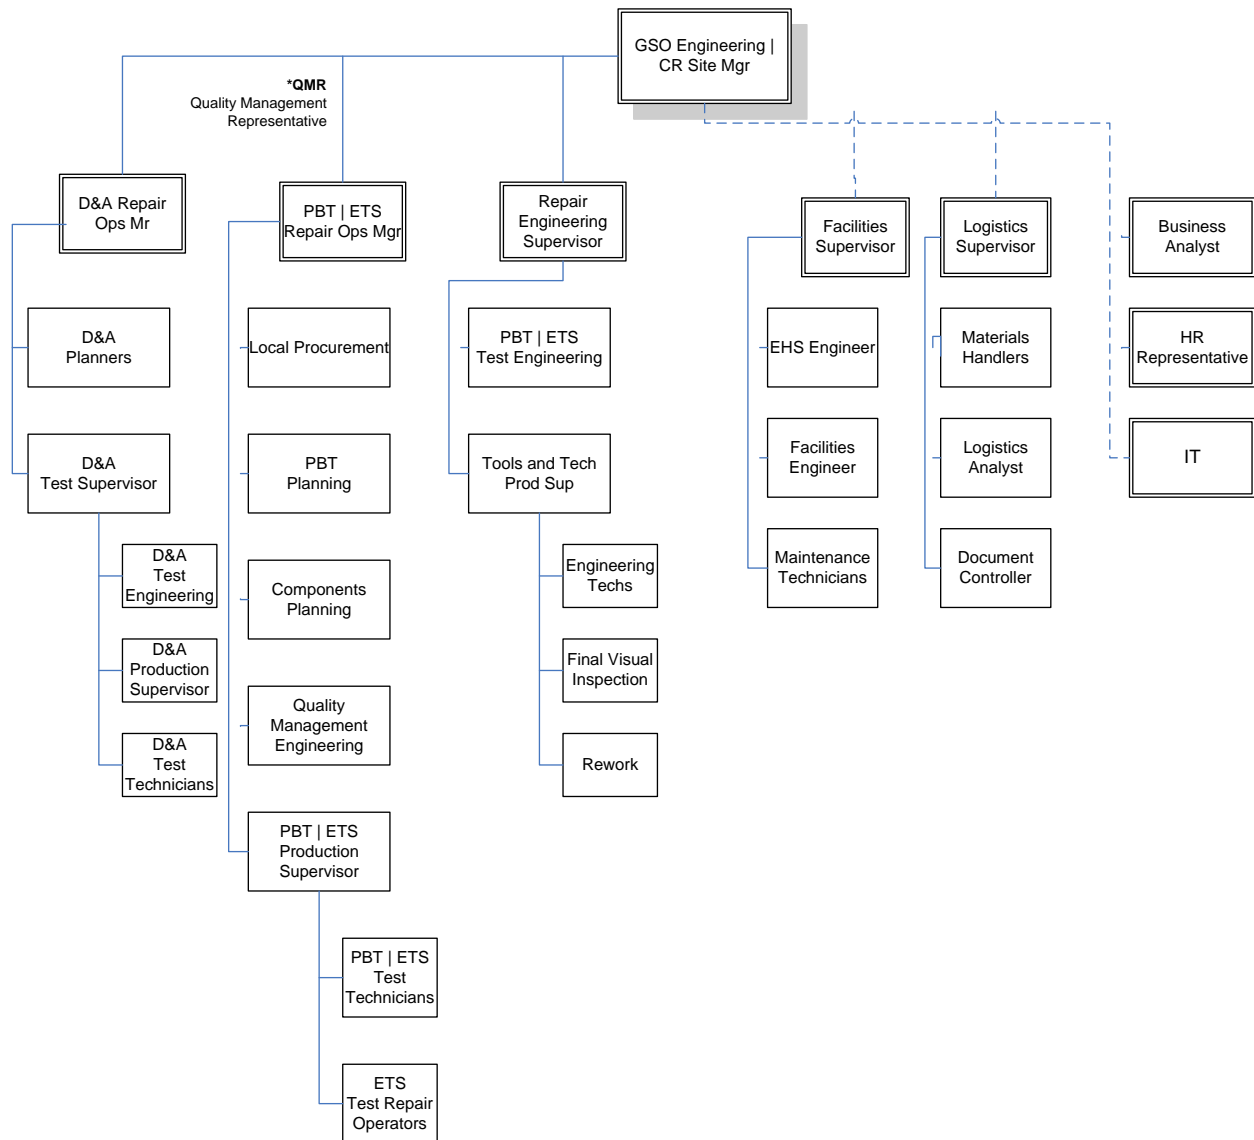 GSO Engineering |
CR Site Mgr
*QMR
Quality Management
Representative
D&A Repair
Ops Mr
PBT | ETS
Repair Ops Mgr
Repair
Engineering
Supervisor
Facilities
Supervisor
Logistics
Supervisor
Business
Analyst
D&A
Planners
Local Procurement
PBT | ETS
Test Engineering
EHS Engineer
Materials
Handlers
HR
Representative
D&A
Test Supervisor
PBT
Planning
Tools and Tech
Prod Sup
Facilities
Engineer
Logistics
Analyst
IT
D&A
Test
Engineering
Components
Planning
Engineering
Techs
Maintenance
Technicians
Document
Controller
D&A
Production
Supervisor
Quality
Management
Engineering
Final Visual
Inspection
D&A
Test
Technicians
Rework
PBT | ETS
Production
Supervisor
PBT | ETS
Test
Technicians
ETS
Test Repair
Operators